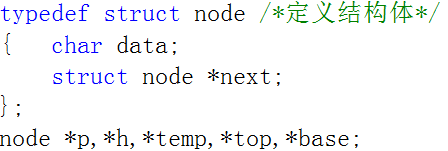 typedef struct node /*定义结构体*/
{   char data;
    struct node *next;
};
node *p,*h,*temp,*top,*base;